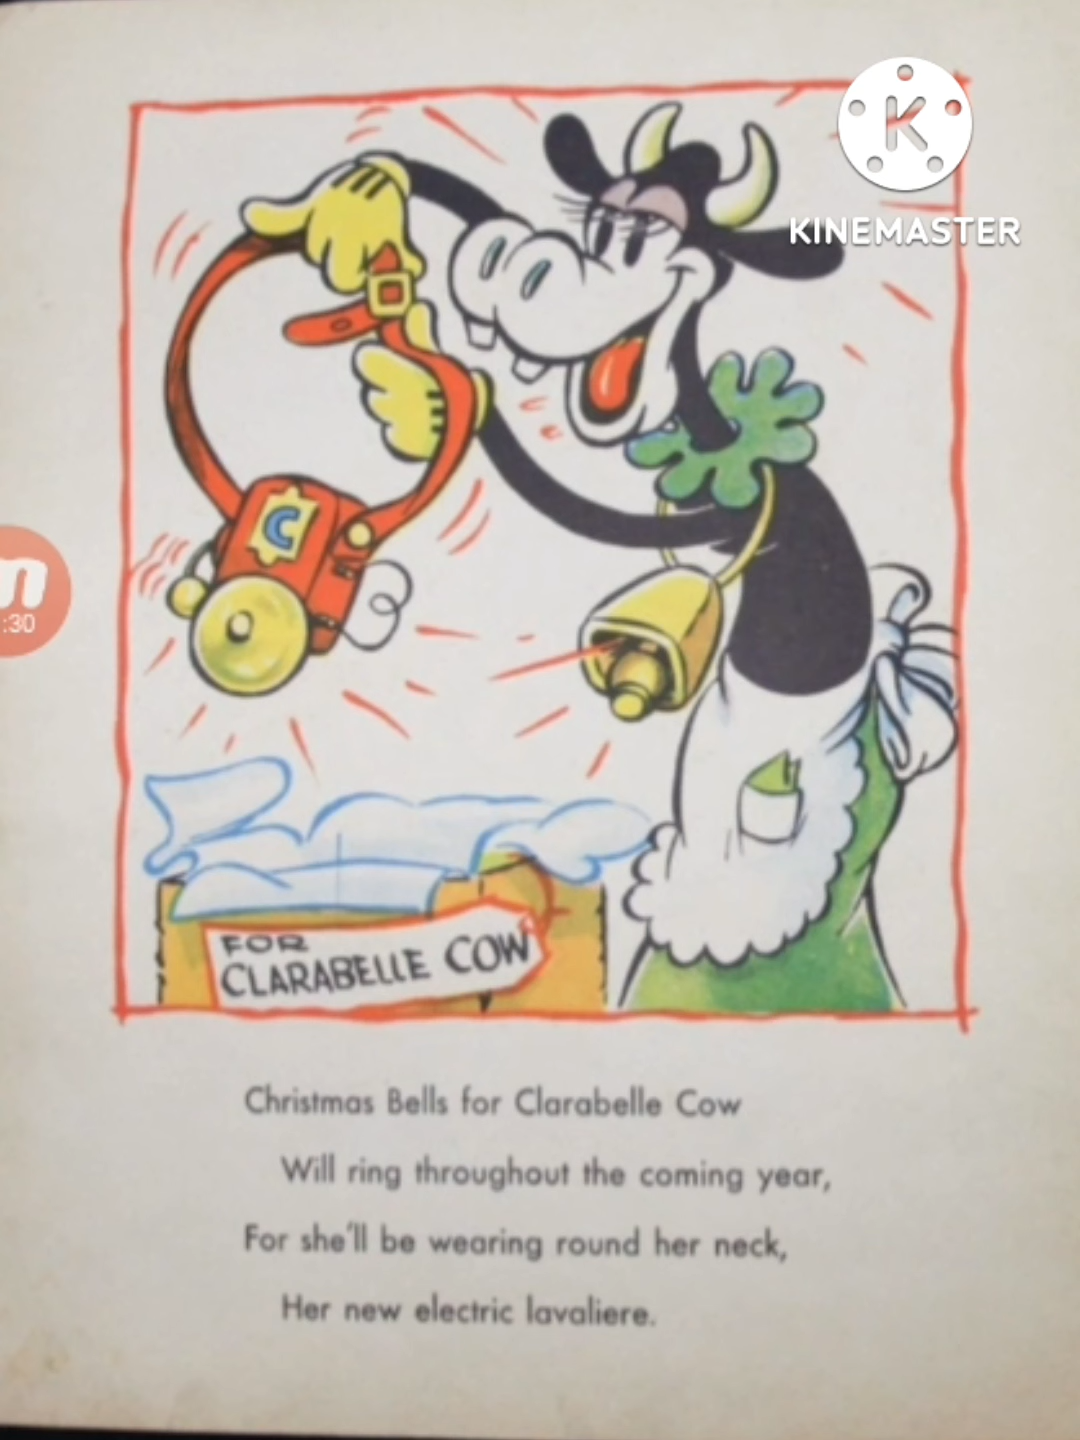 KINEMASTER
C
:30
FOR
CLARABELLE COW
Christmas Bells for Clarabelle Cow
Will ring throughout the coming year,
For she'll be wearing round her neck,
Her new electric lavaliere.